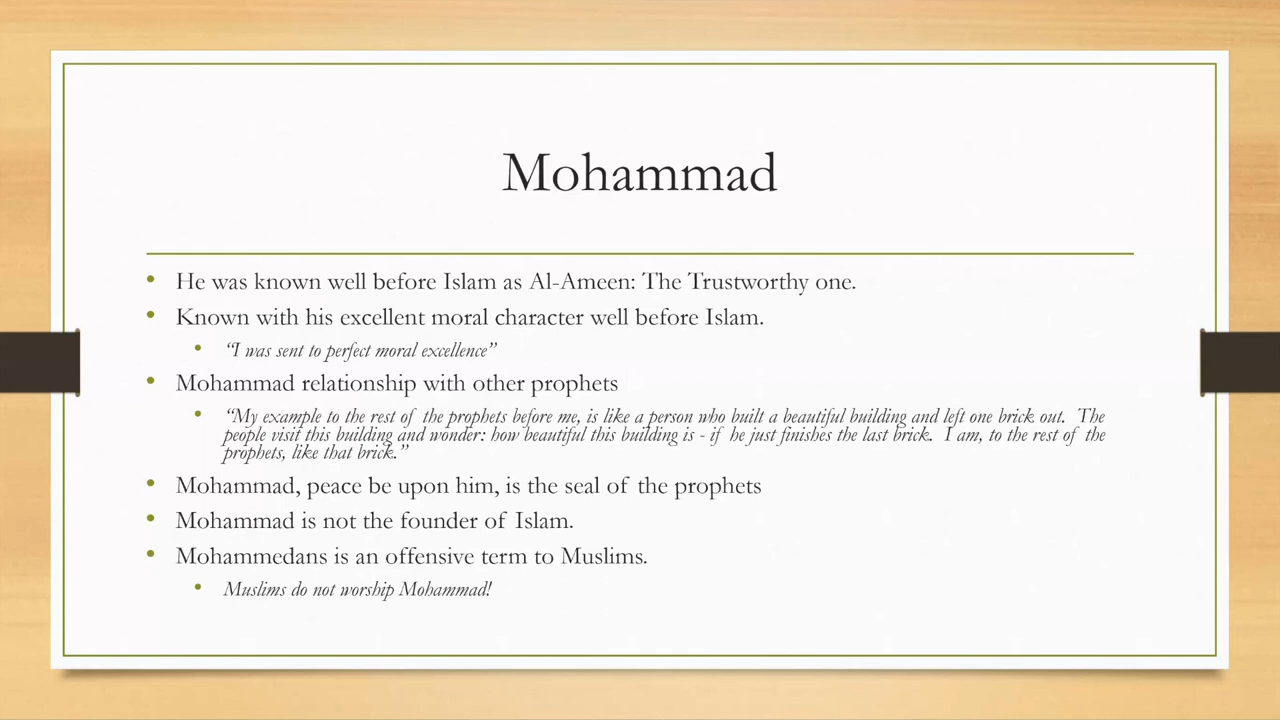 Mohammad
• He was known well before Islam as Al-Ameen: The Trustworthy one.
• Known with his excellent moral character well before Islam.
• “I was sent to perfect moral excellence”
• Mohammad relationship with other prophets
• “My example to the rest of the prophets before me, is like a person who built a beautiful building and left one brick out. The
people visit this building and wonder: how beautiful this building is - if he just finishes the last brick. I am, to the rest of the
prophets, like that brick.”
• Mohammad, peace be upon him, is the seal of the prophets
• Mohammad is not the founder of Islam.
• Mohammedans is an offensive term to Muslims.
• Muslims do not worship Mohammad!